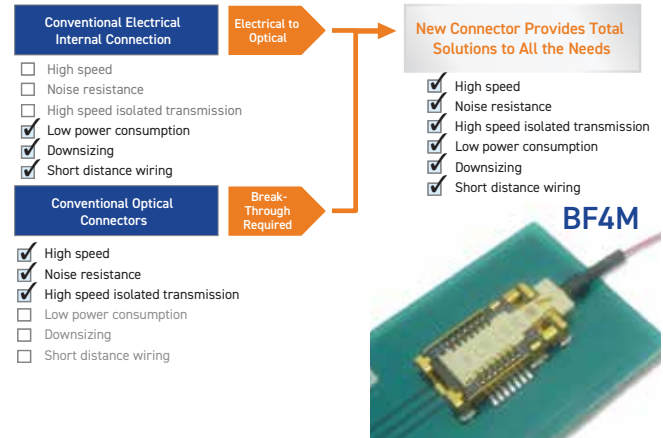 Conventional Electrical
Internal Connection
Electrical to
Optical
High speed
Noise resistance
High speed isolated transmission
Low power consumption
Downsizing
Short distance wiring
Conventional Optical
Connectors
Break-
Through
Required
High speed
Noise resistance
High speed isolated transmission
Low power consumption
Downsizing
Short distance wiring
New Connector Provides Total
Solutions to All the Needs
High speed
Noise resistance
High speed isolated transmission
Low power consumption
Downsizing
Short distance wiring
BF4M